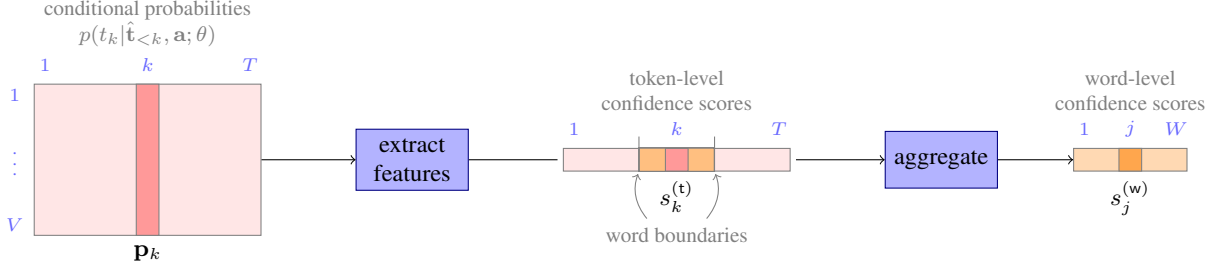 conditional probabilities
p(t_k|\hat{t}_{<k}, a; θ)
1 k T
1
⋮
V
p_k
extract
features
token-level
confidence scores
1 k T
s_k^{(t)}
word boundaries
aggregate
word-level
confidence scores
1 j W
s_j^{(w)}